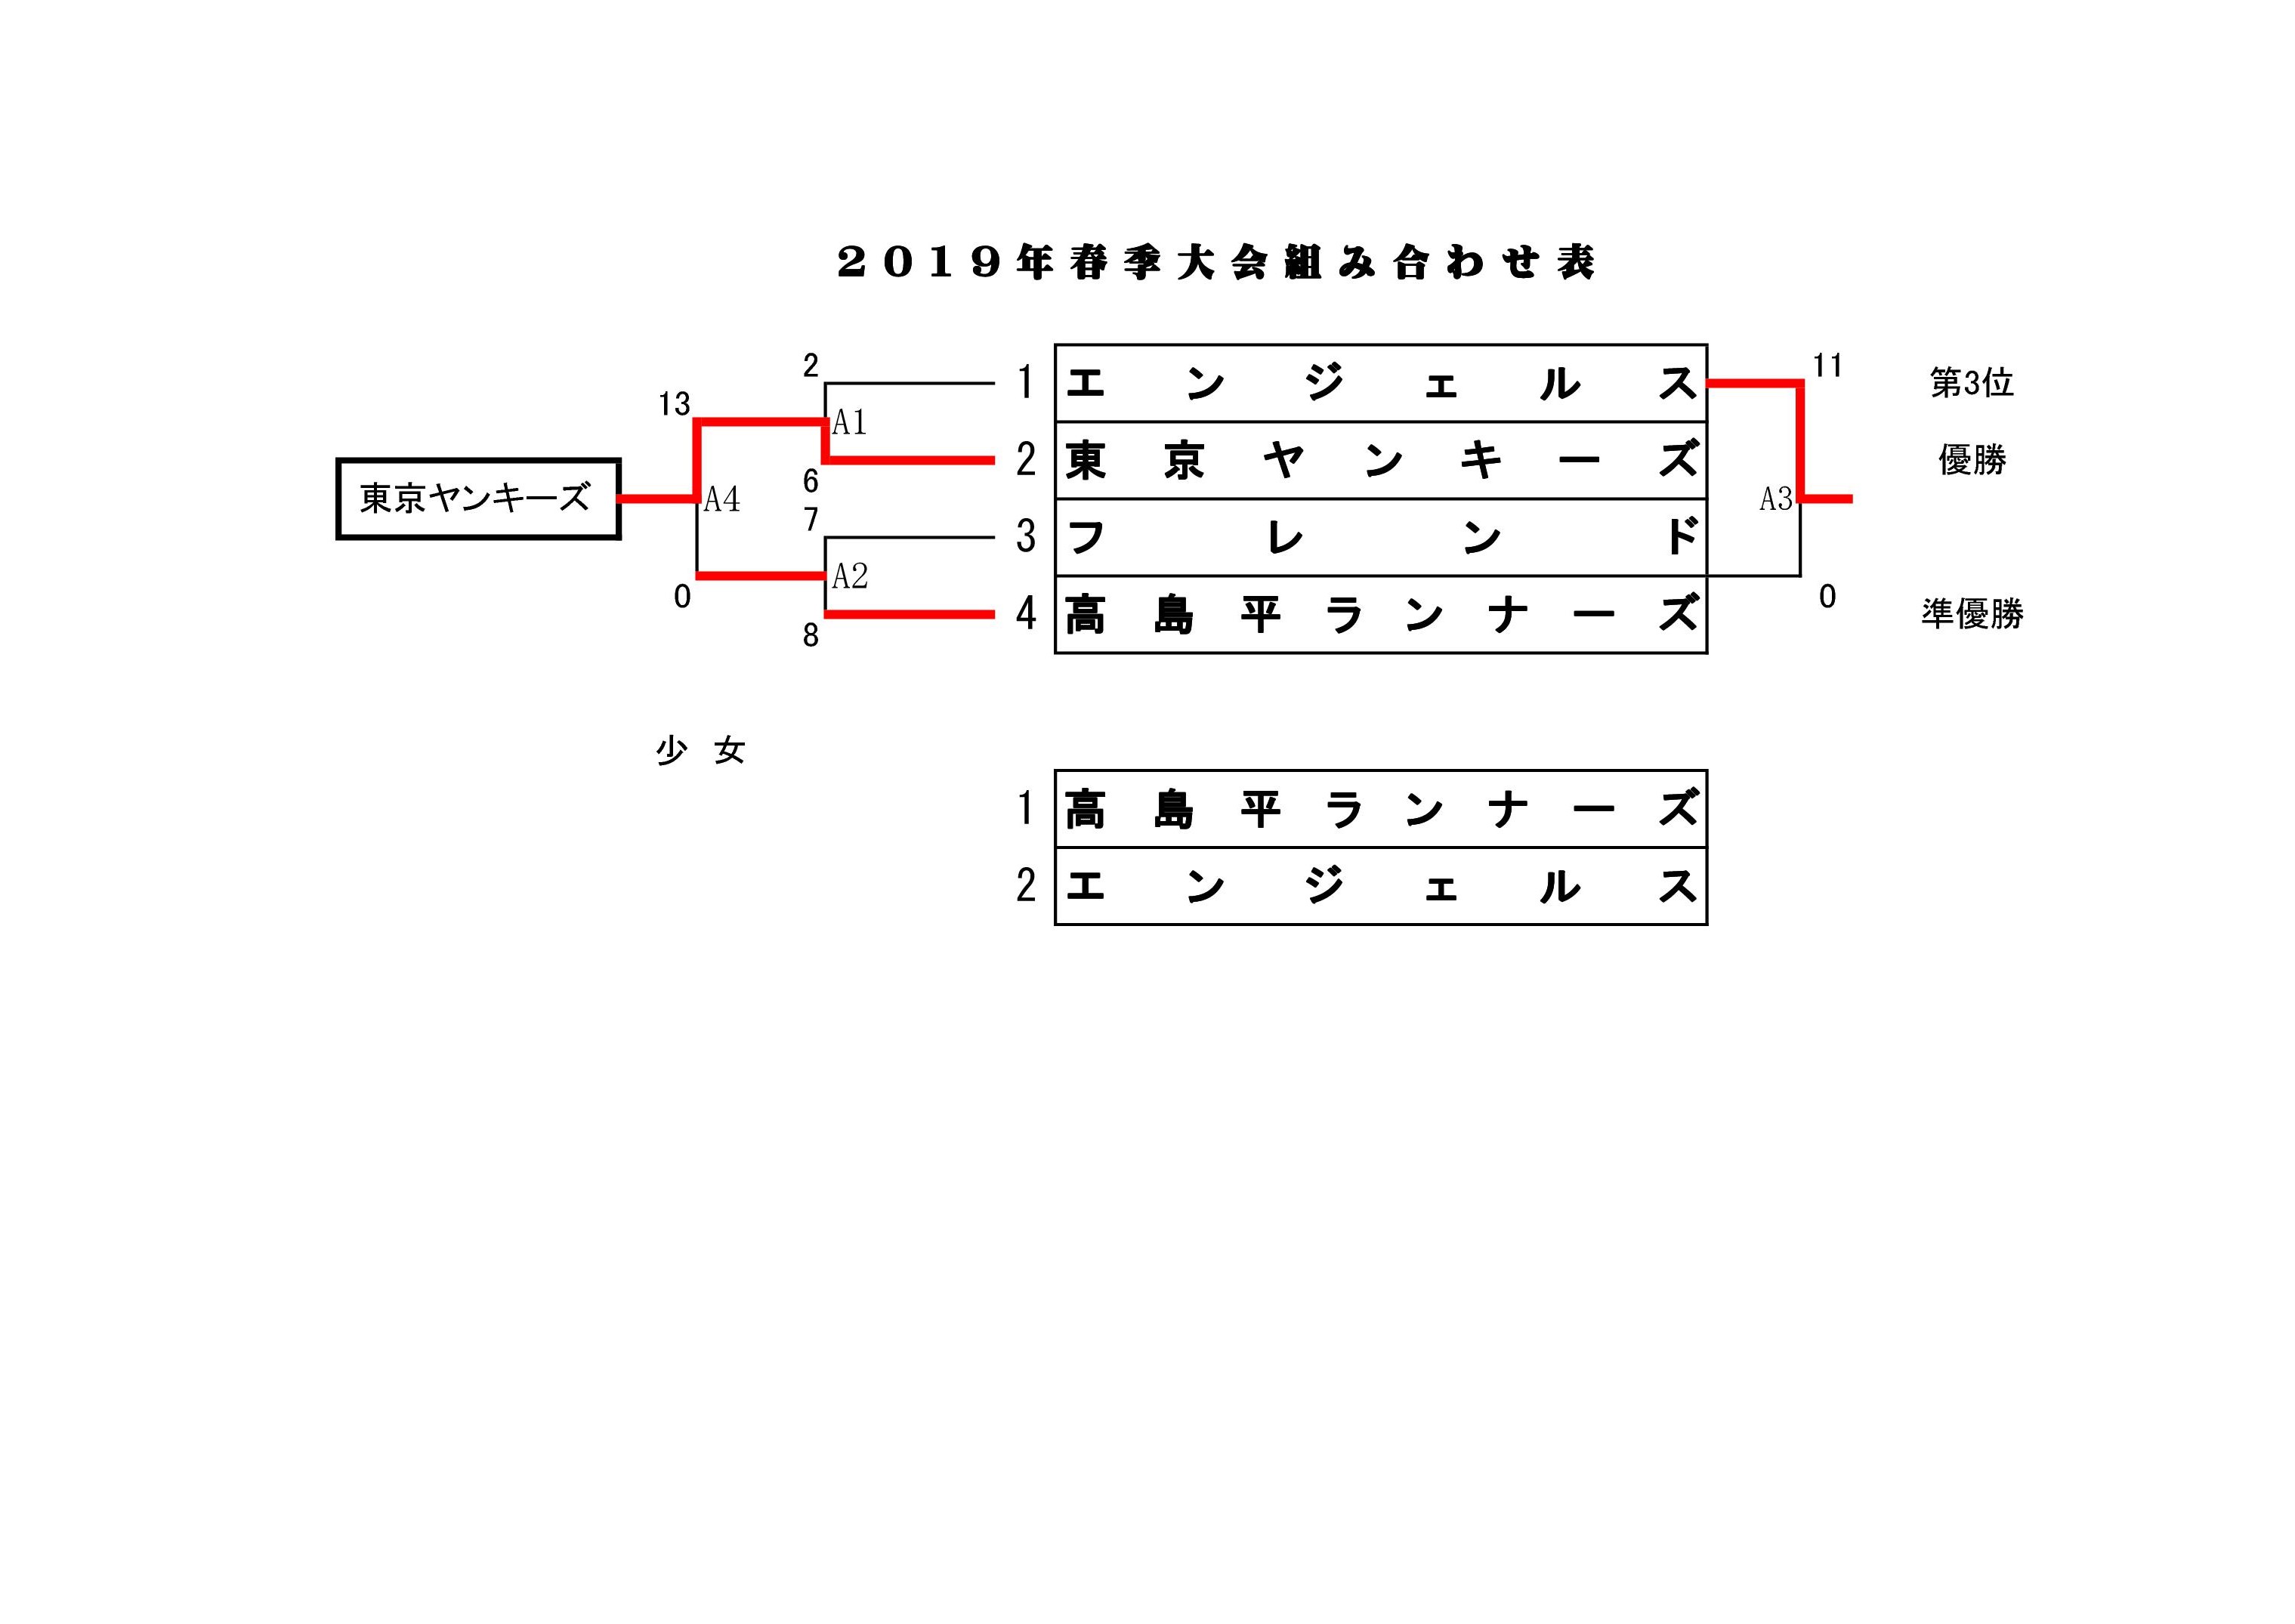 2019年春季大会組み合わせ表
2
11
1 エンジェルス
第3位
13
A1
2 東京ヤンキーズ
優勝
6
東京ヤンキーズ
A4
A3
7
3 フレンド
A2
0
0
4 高島平ランナーズ
準優勝
8
少女
1 高島平ランナーズ
2 エンジェルス